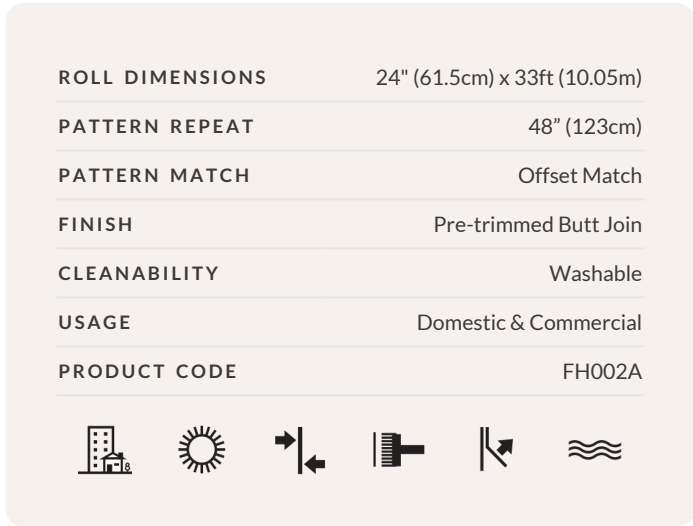 ROLL DIMENSIONS 24" (61.5cm) x 33ft (10.05m)
PATTERN REPEAT 48” (123cm)
PATTERN MATCH Offset Match
FINISH Pre-trimmed Butt Join
CLEANABILITY Washable
USAGE Domestic & Commercial
PRODUCT CODE FH002A